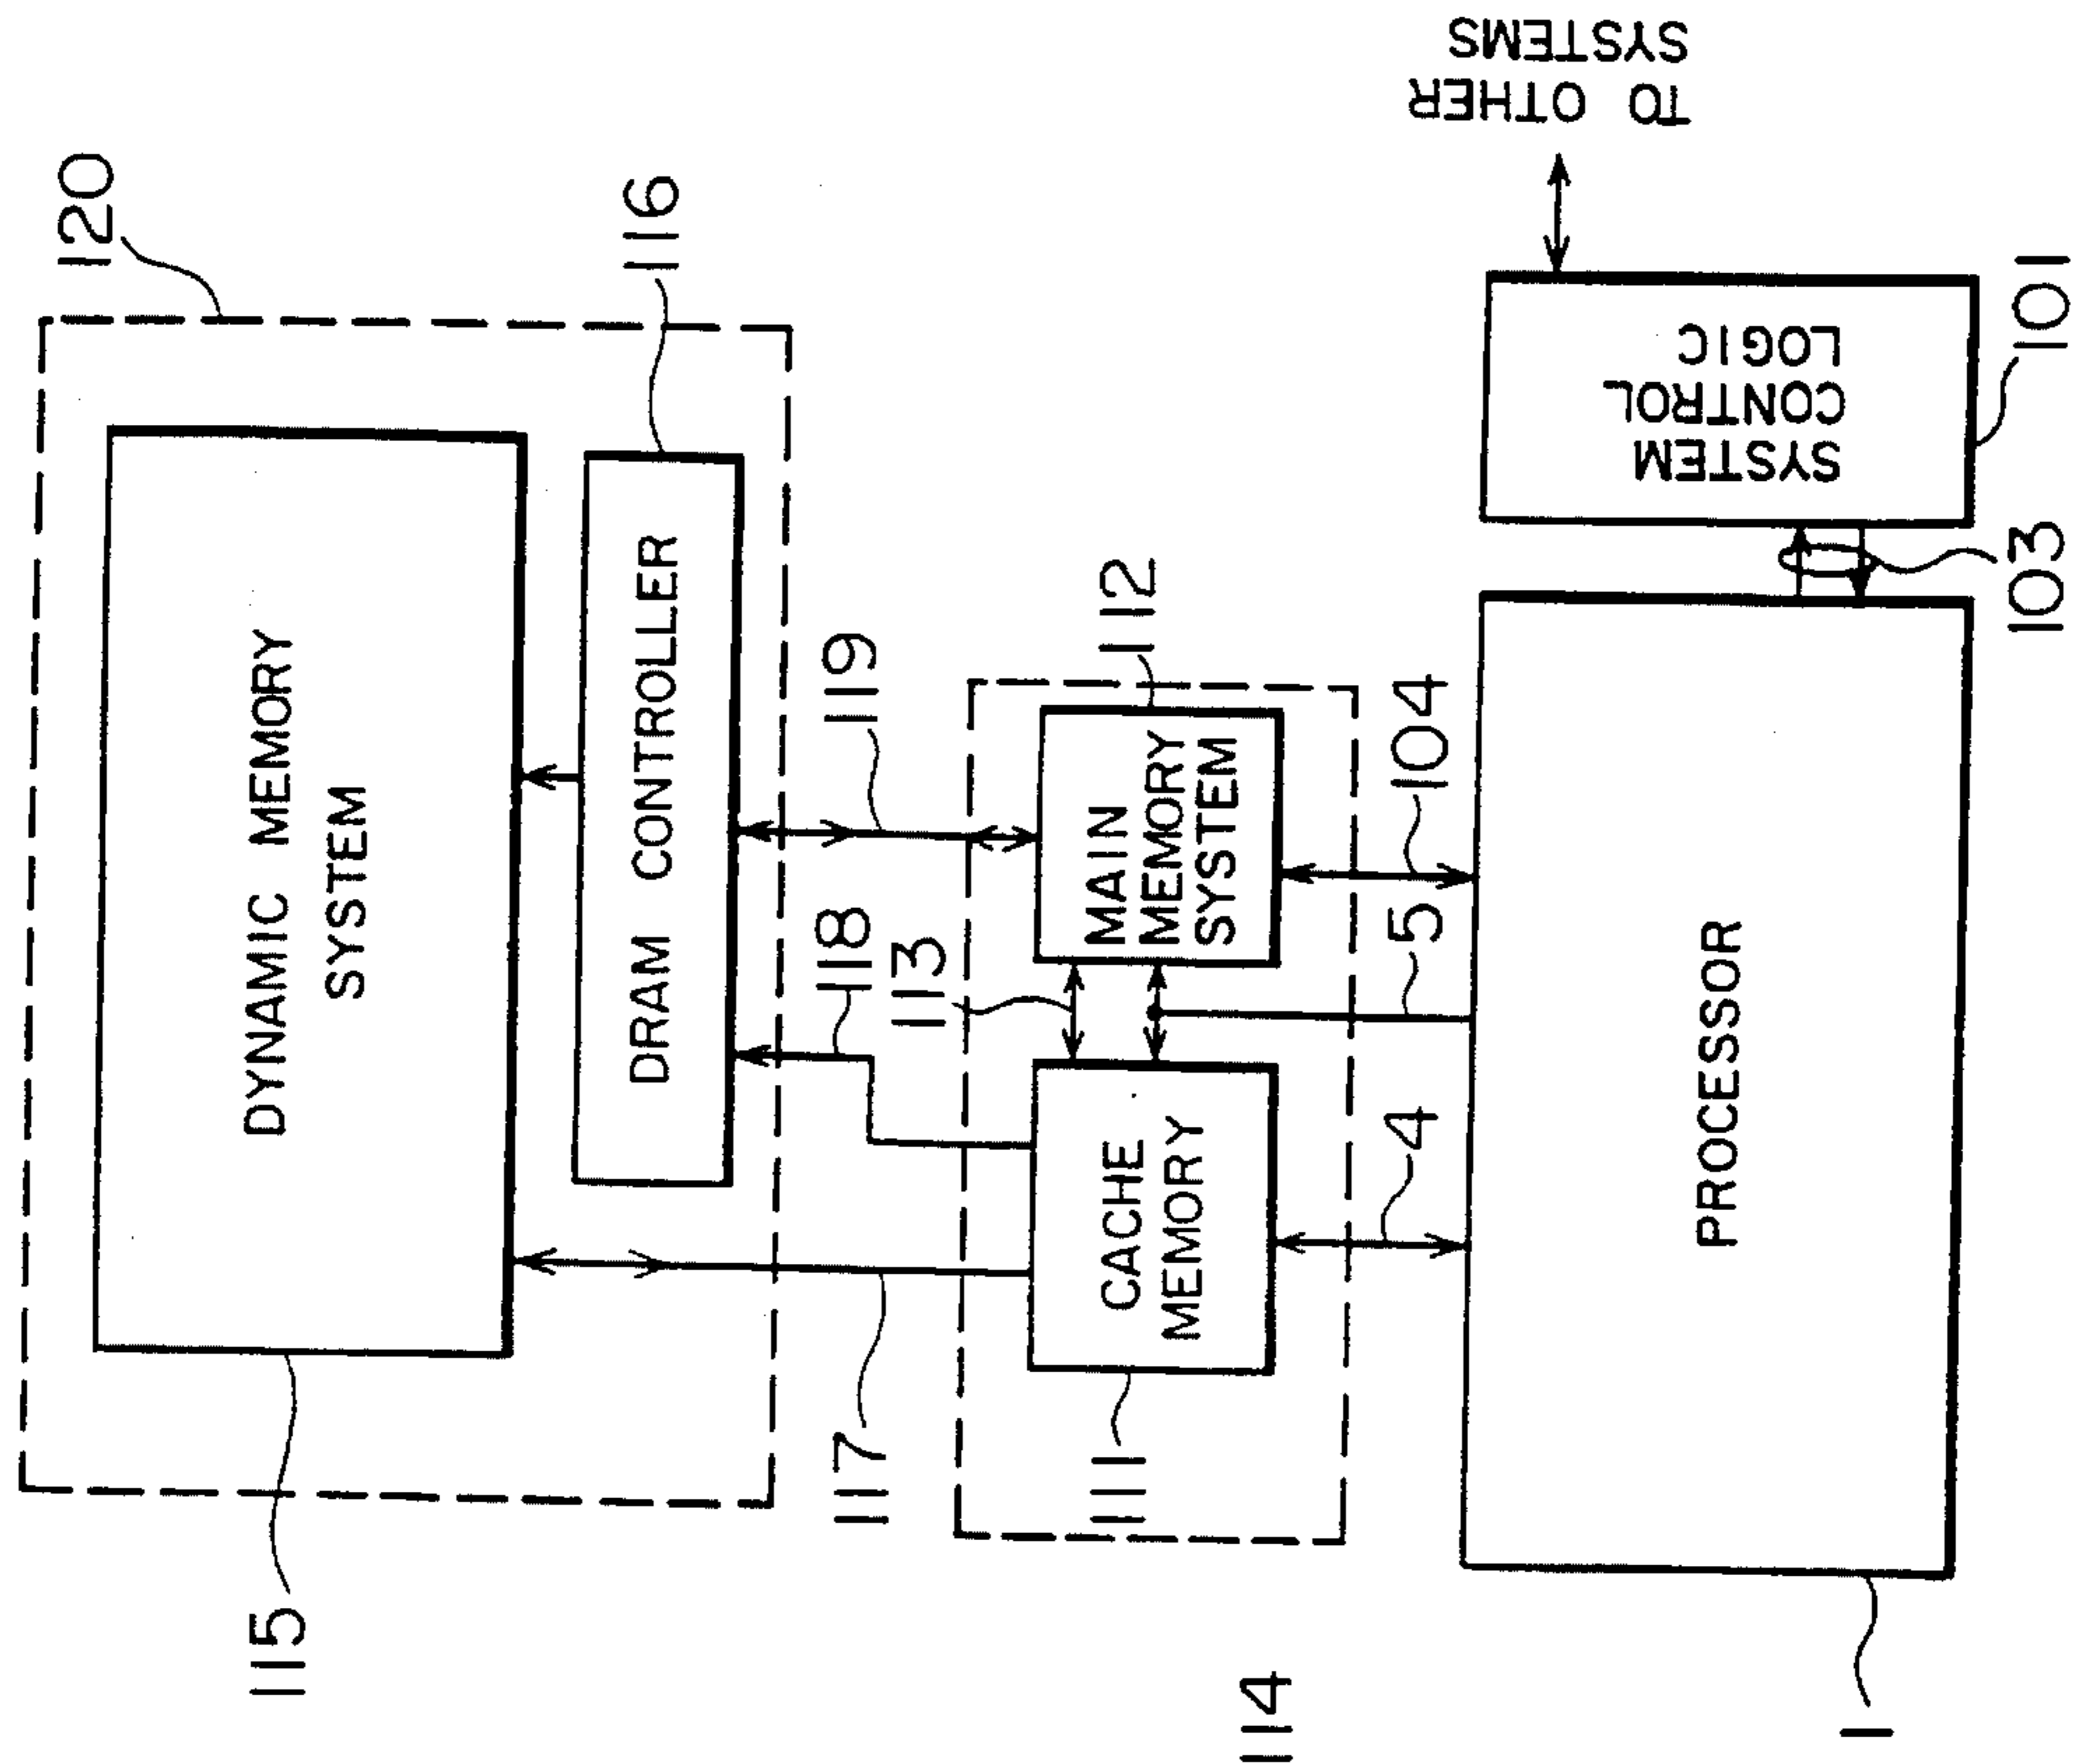 120
DYNAMIC MEMORY
SYSTEM
115
116
DRAM CONTROLLER
117
118
119
113
112
MAIN
MEMORY
SYSTEM
CACHE
MEMORY
111
114
4
5
104
PROCESSOR
1
103
SYSTEM
CONTROL
LOGIC
101
TO OTHER
SYSTEMS